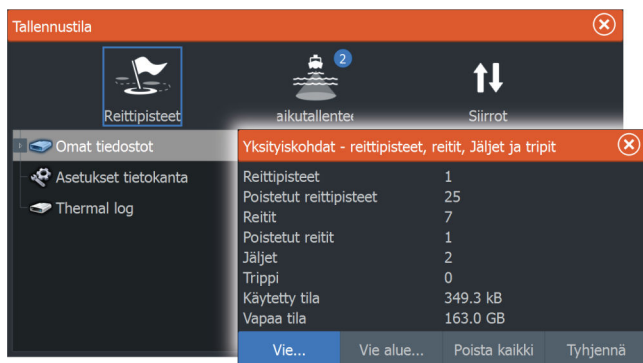 Tallennustila
2
Reittipisteet
aikutallentee
Siirrot
Omat tiedostot
Asetukset tietokanta
Thermal log
Yksityiskohdat - reittipisteet, reitit, Jäljet ja tripit
Reittipisteet 1
Poistetut reittipisteet 25
Reitit 7
Poistetut reitit 1
Jäljet 2
Trippi 0
Käytetty tila 349.3 kB
Vapaa tila 163.0 GB
Vie... Vie alue... Poista kaikki Tyhjennä